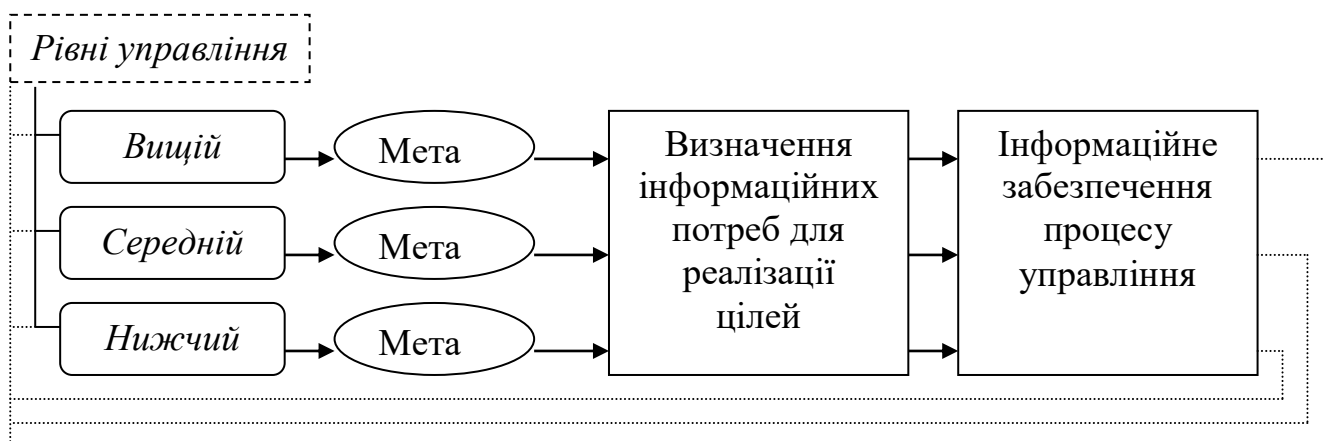 Рівні управління
Вищій
Мета
Середній
Мета
Нижчий
Мета
Визначення
інформаційних
потреб для
реалізації
цілей
Інформаційне
забезпечення
процесу
управління